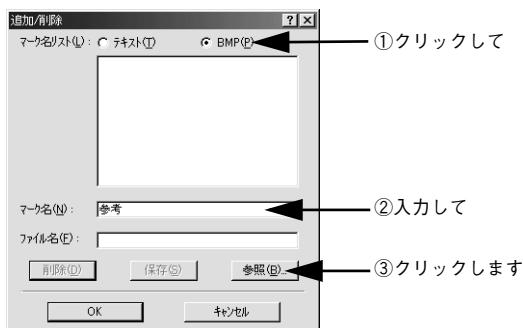 追加/削除
マーク名リスト(L): テキスト(T) BMP(P) ①クリックして
マーク名(N): 参考 ②入力して
ファイル名(F):
削除(D) 保存(S) 参照(B)... ③クリックします
OK キャンセル